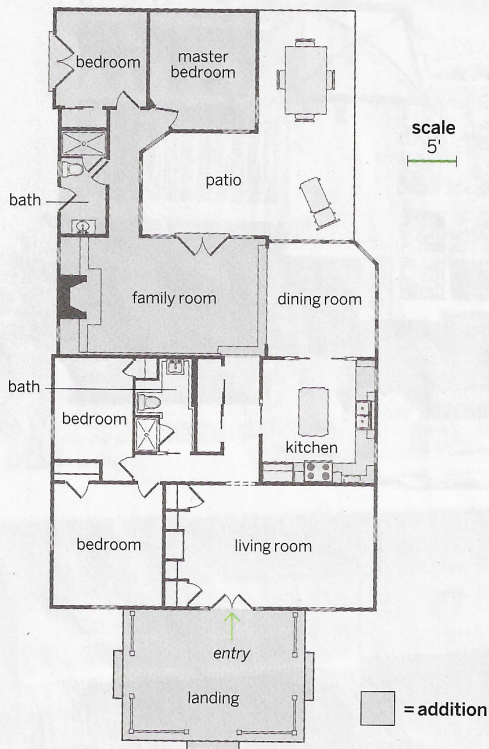 bedroom
master
bedroom
scale
5'
patio
bath
family room
dining room
bath
bedroom
kitchen
bedroom
living room
entry
landing
= addition